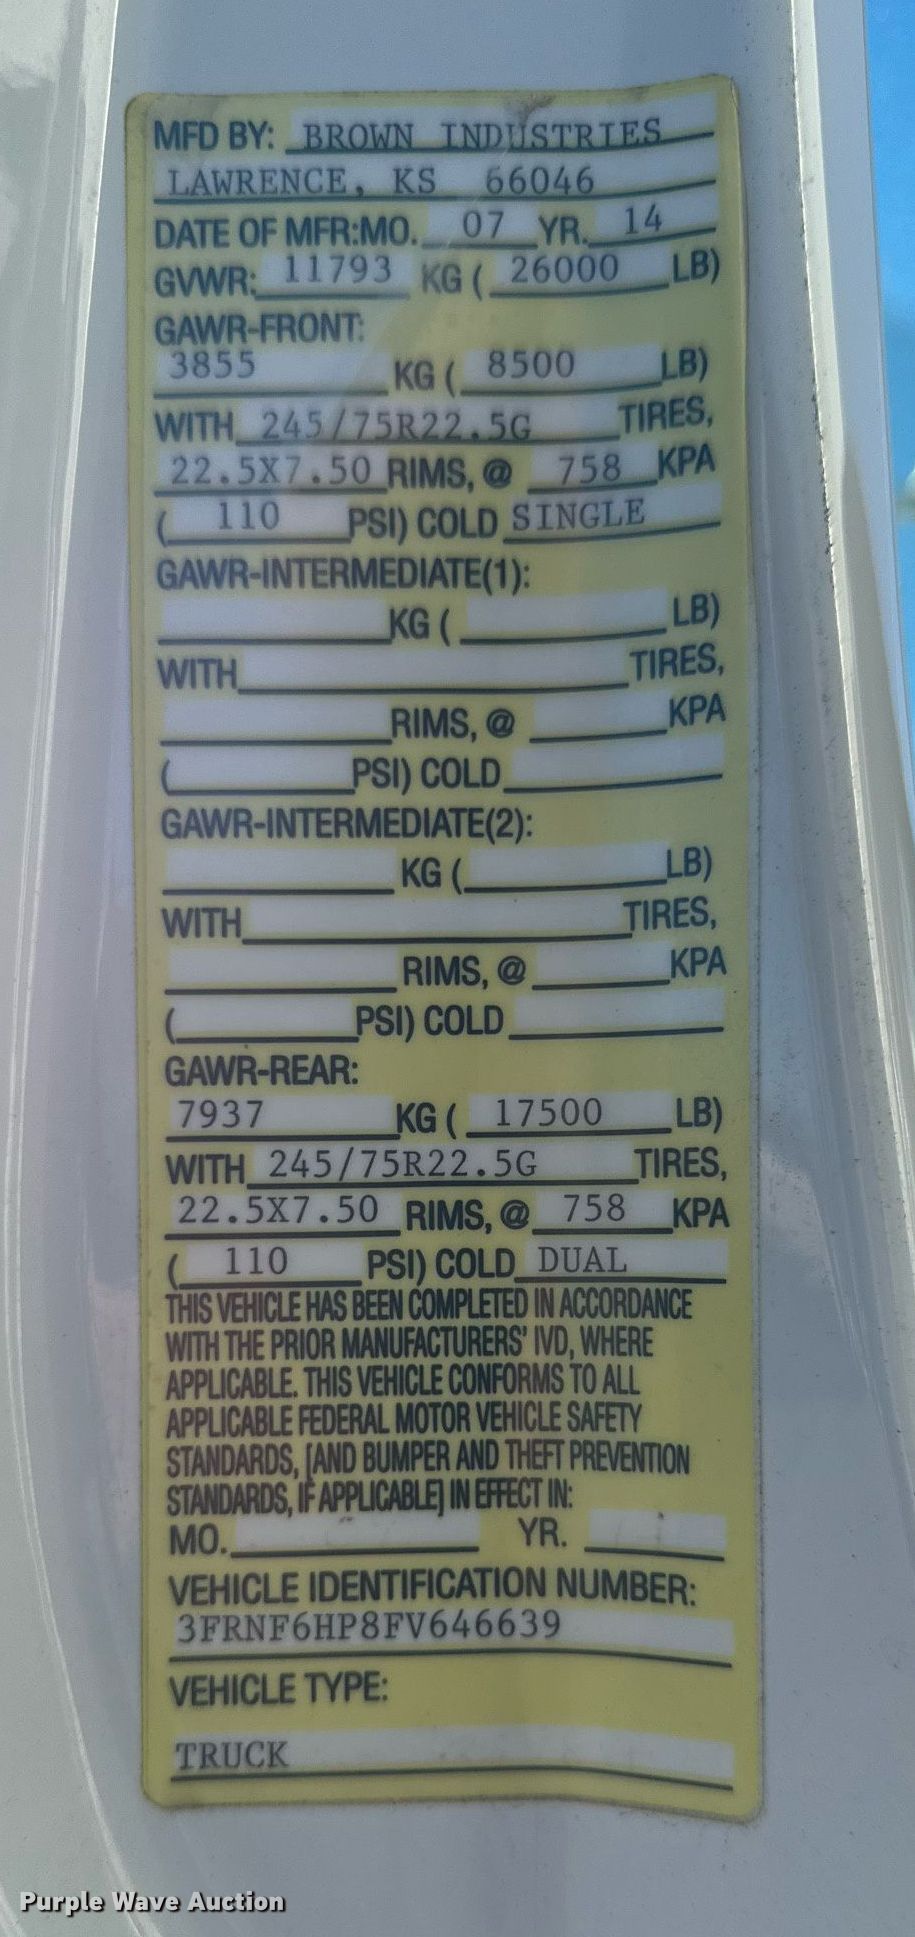 MFD BY: BROWN INDUSTRIES
LAWRENCE, KS 66046
DATE OF MFR:MO. 07 YR. 14
GVWR: 11793 KG ( 26000 LB)
GAWR-FRONT:
3855 KG ( 8500 LB)
WITH 245/75R22.5G TIRES,
22.5X7.50 RIMS, @ 758 KPA
( 110 PSI) COLD SINGLE
GAWR-INTERMEDIATE(1):
KG ( LB)
WITH TIRES,
RIMS, @ KPA
( PSI) COLD
GAWR-INTERMEDIATE(2):
KG ( LB)
WITH TIRES,
RIMS, @ KPA
( PSI) COLD
GAWR-REAR:
7937 KG ( 17500 LB)
WITH 245/75R22.5G TIRES,
22.5X7.50 RIMS, @ 758 KPA
( 110 PSI) COLD DUAL
THIS VEHICLE HAS BEEN COMPLETED IN ACCORDANCE
WITH THE PRIOR MANUFACTURERS' IVD, WHERE
APPLICABLE. THIS VEHICLE CONFORMS TO ALL
APPLICABLE FEDERAL MOTOR VEHICLE SAFETY
STANDARDS, [AND BUMPER AND THEFT PREVENTION
STANDARDS, IF APPLICABLE] IN EFFECT IN:
MO. YR.
VEHICLE IDENTIFICATION NUMBER:
3FRNF6HP8FV646639
VEHICLE TYPE:
TRUCK
Purple Wave Auction